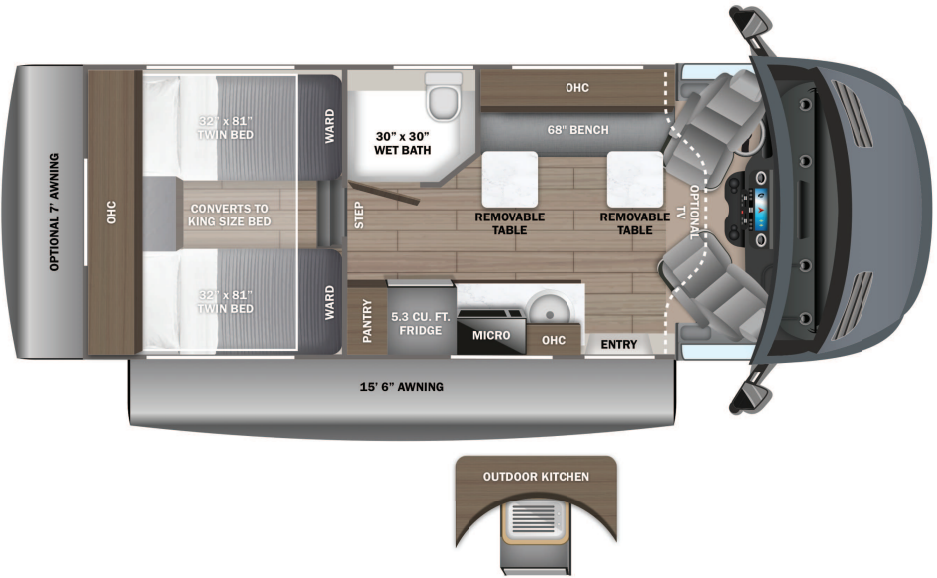 OPTIONAL 7' AWNING
OHC
32" x 81"
TWIN BED
WARD
CONVERTS TO
KING SIZE BED
32" x 81"
TWIN BED
WARD
30" x 30"
WET BATH
STEP
OHC
68" BENCH
REMOVABLE
TABLE
REMOVABLE
TABLE
OPTIONAL
TV
PANTRY
5.3 CU. FT.
FRIDGE
MICRO
OHC
ENTRY
15' 6" AWNING
OUTDOOR KITCHEN